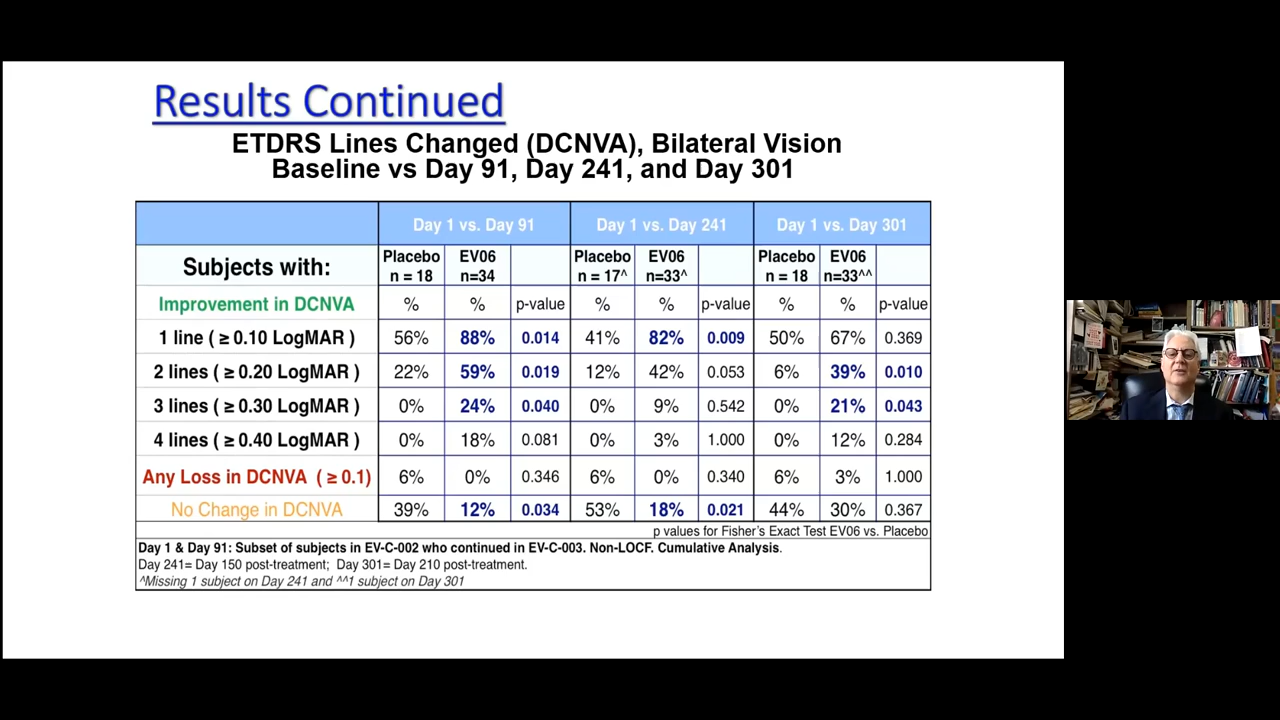 Results Continued
ETDRS Lines Changed (DCNVA), Bilateral Vision
Baseline vs Day 91, Day 241, and Day 301
Day 1 vs. Day 91 Day 1 vs. Day 241 Day 1 vs. Day 301
Subjects with: Placebo n = 18 EV06 n=34 Placebo n = 17^ EV06 n=33^ Placebo n = 18 EV06 n=33^^
Improvement in DCNVA % % p-value % % p-value % % p-value
1 line ( ≥ 0.10 LogMAR ) 56% 88% 0.014 41% 82% 0.009 50% 67% 0.369
2 lines ( ≥ 0.20 LogMAR ) 22% 59% 0.019 12% 42% 0.053 6% 39% 0.010
3 lines ( ≥0.30 LogMAR ) 0% 24% 0.040 0% 9% 0.542 0% 21% 0.043
4 lines ( ≥0.40 LogMAR ) 0% 18% 0.081 0% 3% 1.000 0% 12% 0.284
Any Loss in DCNVA ( ≥ 0.1) 6% 0% 0.346 6% 0% 0.340 6% 3% 1.000
No Change in DCNVA 39% 12% 0.034 53% 18% 0.021 44% 30% 0.367
p values for Fisher's Exact Test EV06 vs. Placebo
Day 1 & Day 91: Subset of subjects in EV-C-002 who continued in EV-C-003. Non-LOCF. Cumulative Analysis.
Day 241= Day 150 post-treatment; Day 301= Day 210 post-treatment.
^Missing 1 subject on Day 241 and ^^1 subject on Day 301